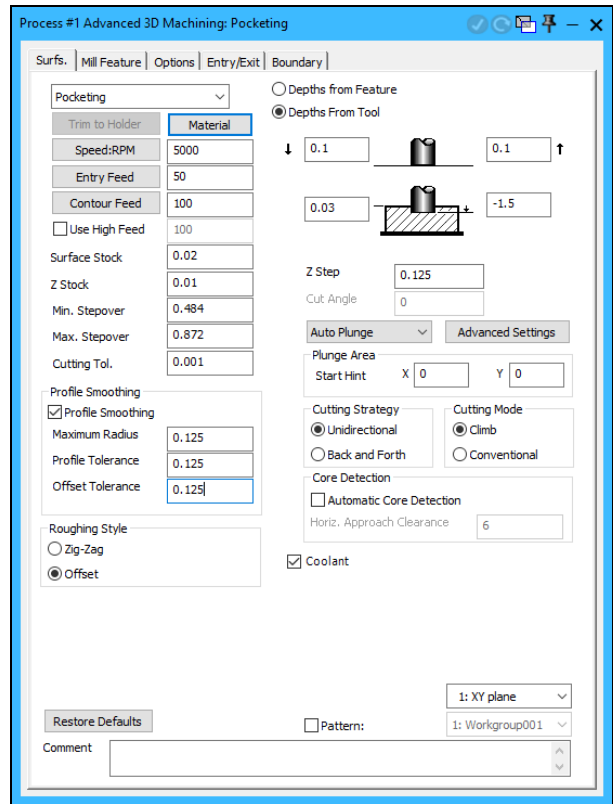 Process #1 Advanced 3D Machining: Pocketing
Surfs. Mill Feature Options Entry/Exit Boundary
Pocketing
Trim to Holder Material
Speed:RPM 5000
Entry Feed 50
Contour Feed 100
Use High Feed 100
Surface Stock 0.02
Z Stock 0.01
Min. Stepover 0.484
Max. Stepover 0.872
Cutting Tol. 0.001
Profile Smoothing
Profile Smoothing
Maximum Radius 0.125
Profile Tolerance 0.125
Offset Tolerance 0.125
Roughing Style
Zig-Zag
Offset
Depths from Feature
Depths From Tool
0.1 0.1
0.03 -1.5
Z Step 0.125
Cut Angle 0
Auto Plunge Advanced Settings
Plunge Area
Start Hint X 0 Y 0
Cutting Strategy
Unidirectional
Back and Forth
Cutting Mode
Climb
Conventional
Core Detection
Automatic Core Detection
Horiz. Approach Clearance 6
Coolant
1: XY plane
Restore Defaults Pattern: 1: Workgroup001
Comment